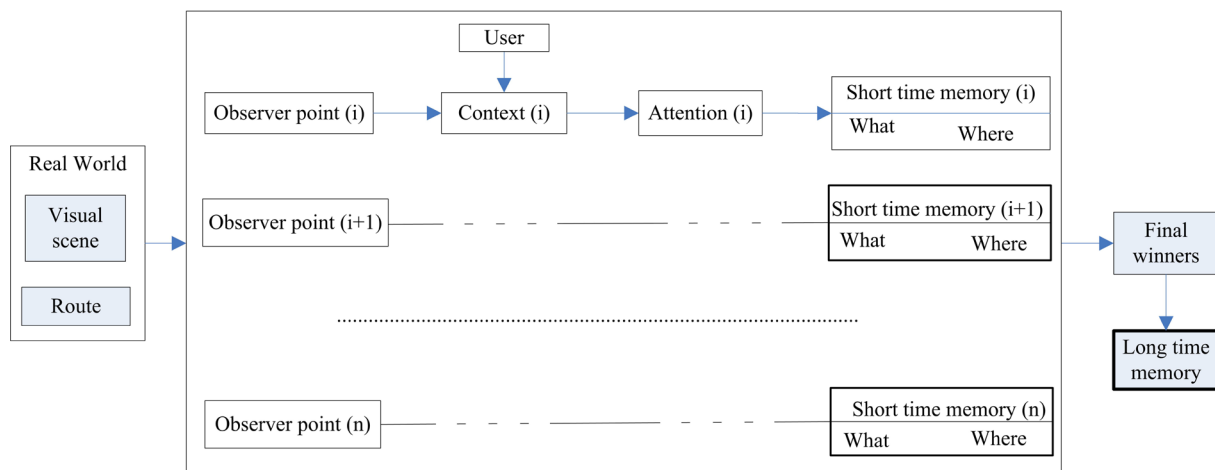 User
Observer point (i)
Context (i)
Attention (i)
Short time memory (i)
What
Where
Real World
Visual
scene
Route
Observer point (i+1)
Short time memory (i+1)
What
Where
Final
winners
Long time
memory
Observer point (n)
Short time memory (n)
What
Where